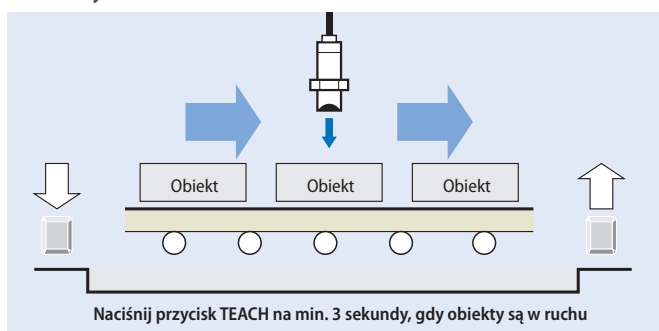 Obiekt
Obiekt
Obiekt
Naciśnij przycisk TEACH na min. 3 sekundy, gdy obiekty są w ruchu